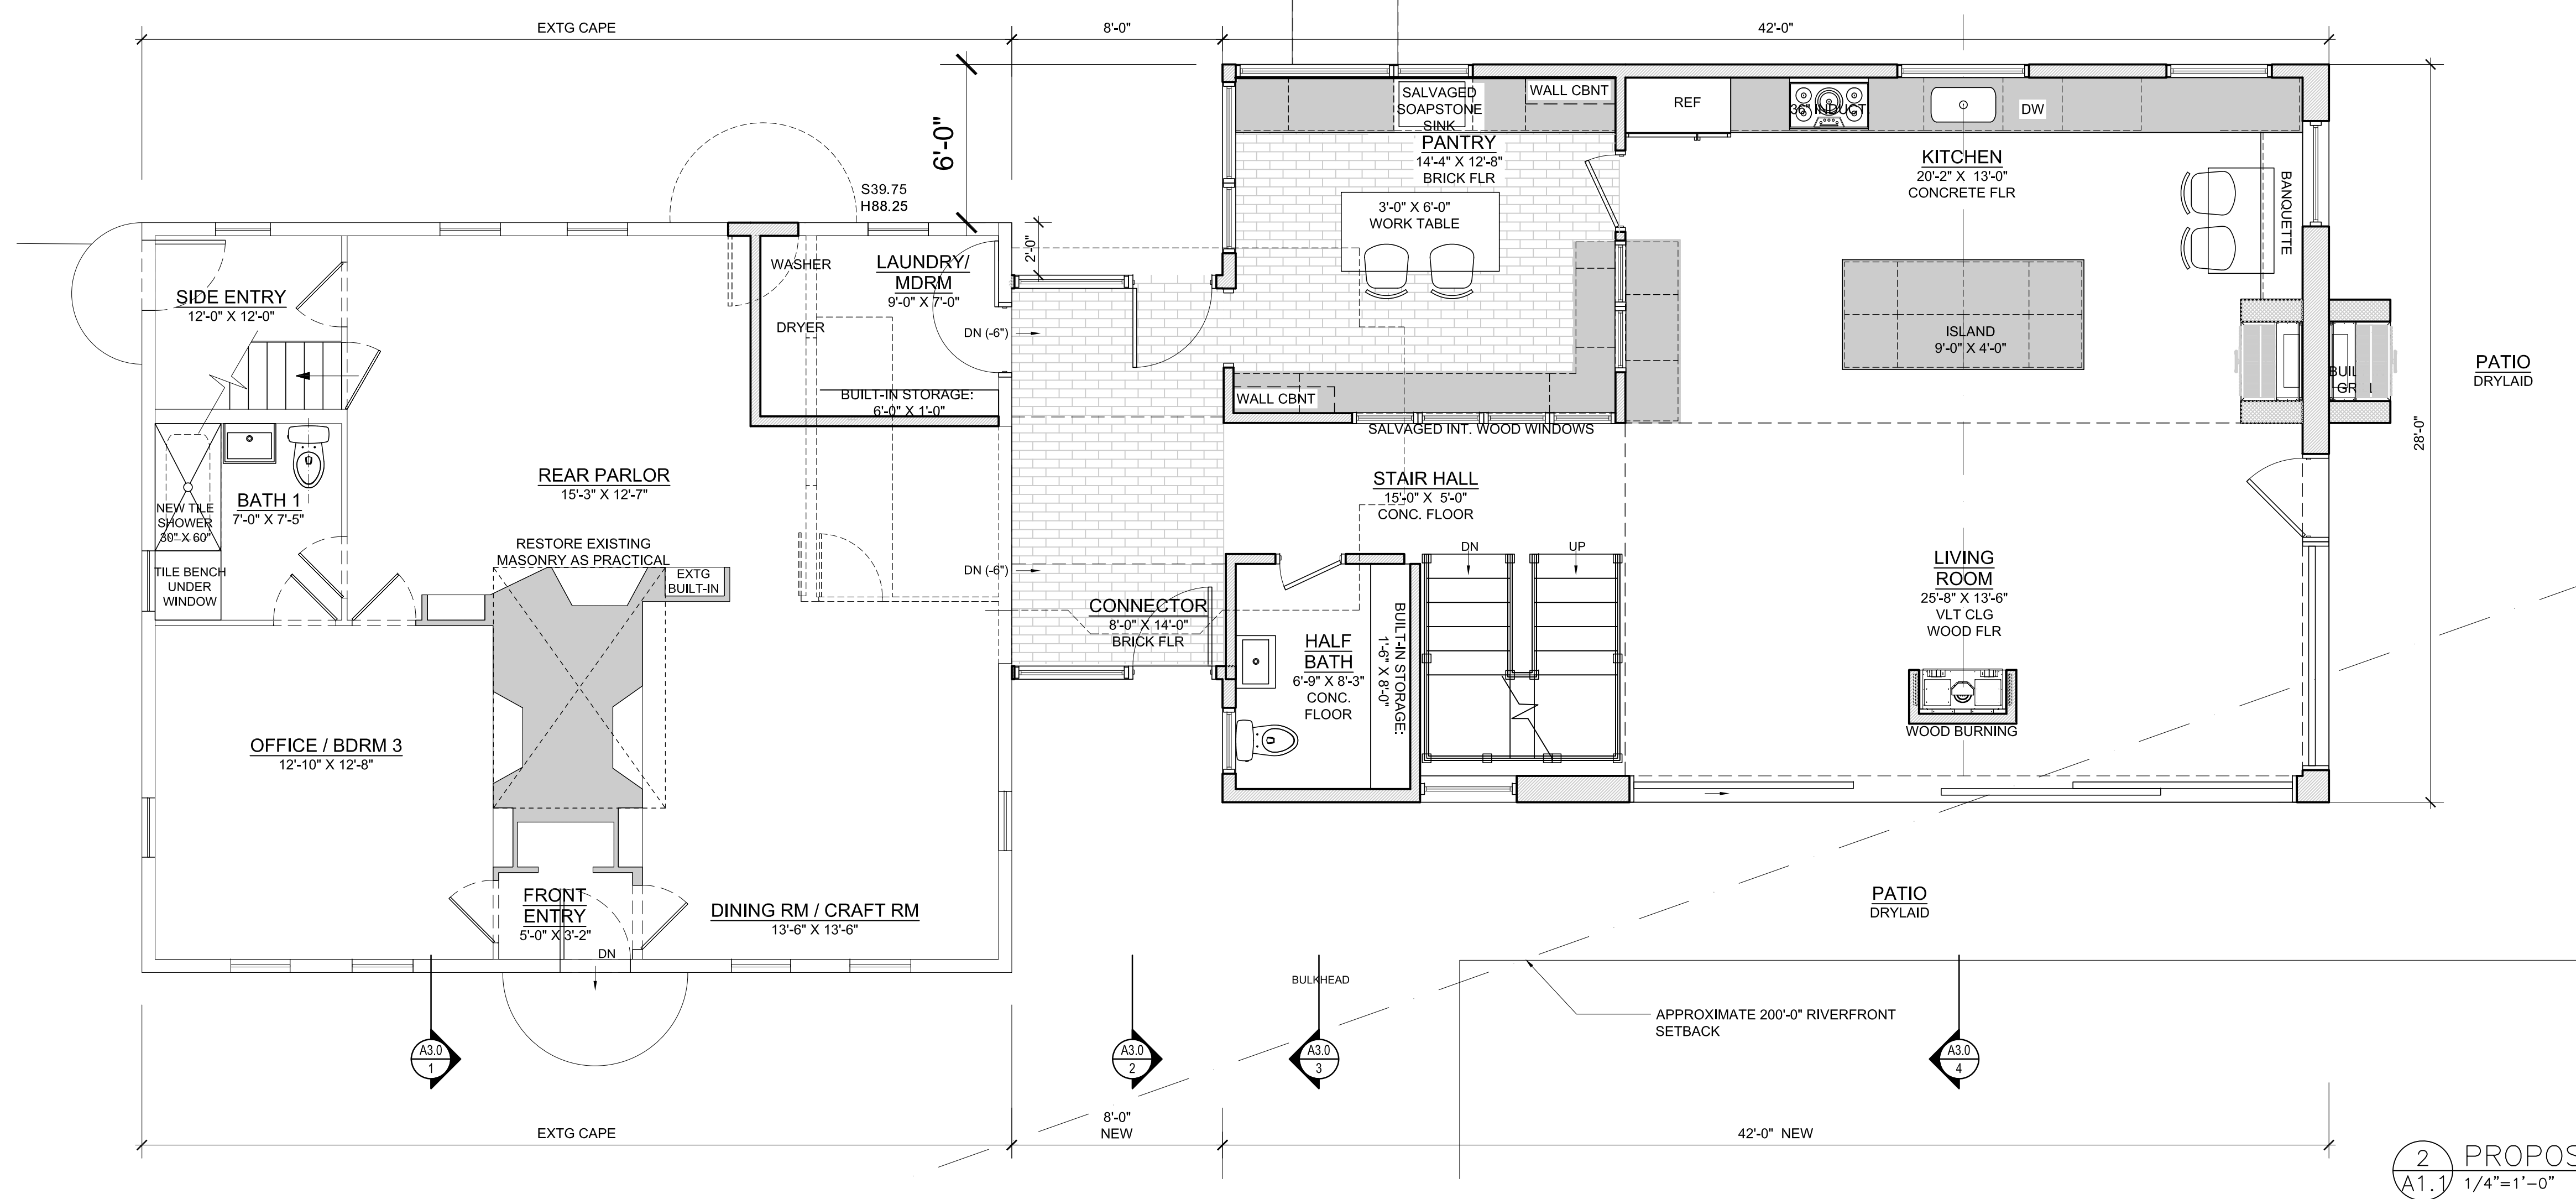 EXTG CAPE
8'-0"
42'-0"
6'-0"
S39.75
H88.25
2'-0"
SALVAGED
SOAPSTONE
SINK
WALL CBNT
REF
36" INDUCT.
DW
PANTRY
14'-4" X 12'-8"
BRICK FLR
KITCHEN
20'-2" X 13'-0"
CONCRETE FLR
BANQUETTE
3'-0" X 6'-0"
WORK TABLE
WASHER
LAUNDRY/
MDRM
9'-0" X 7'-0"
DRYER
DN (-6")
BUILT-IN STORAGE:
6'-0" X 1'-0"
SIDE ENTRY
12'-0" X 12'-0"
ISLAND
9'-0" X 4'-0"
PATIO
DRYLAID
28'-0"
WALL CBNT
SALVAGED INT. WOOD WINDOWS
REAR PARLOR
15'-3" X 12'-7"
STAIR HALL
15'-0" X 5'-0"
CONC. FLOOR
BATH 1
7'-0" X 7'-5"
NEW TILE
SHOWER
30" X 60"
TILE BENCH
UNDER
WINDOW
RESTORE EXISTING
MASONRY AS PRACTICAL
EXTG
BUILT-IN
DN (-6")
DN
UP
LIVING
ROOM
25'-8" X 13'-6"
VLT CLG
WOOD FLR
CONNECTOR
8'-0" X 14'-0"
BRICK FLR
HALF
BATH
6'-9" X 8'-3"
CONC.
FLOOR
BUILT-IN STORAGE:
1'-6" X 8'-0"
WOOD BURNING
OFFICE / BDRM 3
12'-10" X 12'-8"
FRONT
ENTRY
5'-0" X 3'-2"
DN
DINING RM / CRAFT RM
13'-6" X 13'-6"
PATIO
DRYLAID
BULKHEAD
APPROXIMATE 200'-0" RIVERFRONT
SETBACK
A3.0
1
A3.0
2
A3.0
3
A3.0
4
EXTG CAPE
8'-0"
NEW
42'-0" NEW
2
A1.1
PROPOS
1/4"=1'-0"